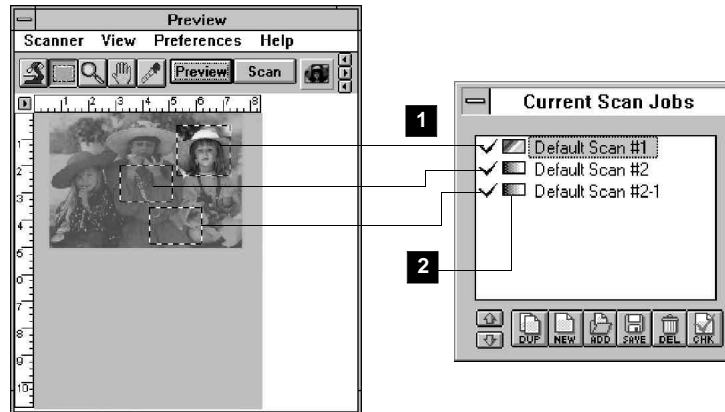 Preview
Scanner View Preferences Help
Preview Scan
1 2 3 4 5 6 7 8
1
2
3
4
5
6
7
8
9
10
1
2
Current Scan Jobs
Default Scan #1
Default Scan #2
Default Scan #2-1
DUP NEW ADD SAVE DEL CHK